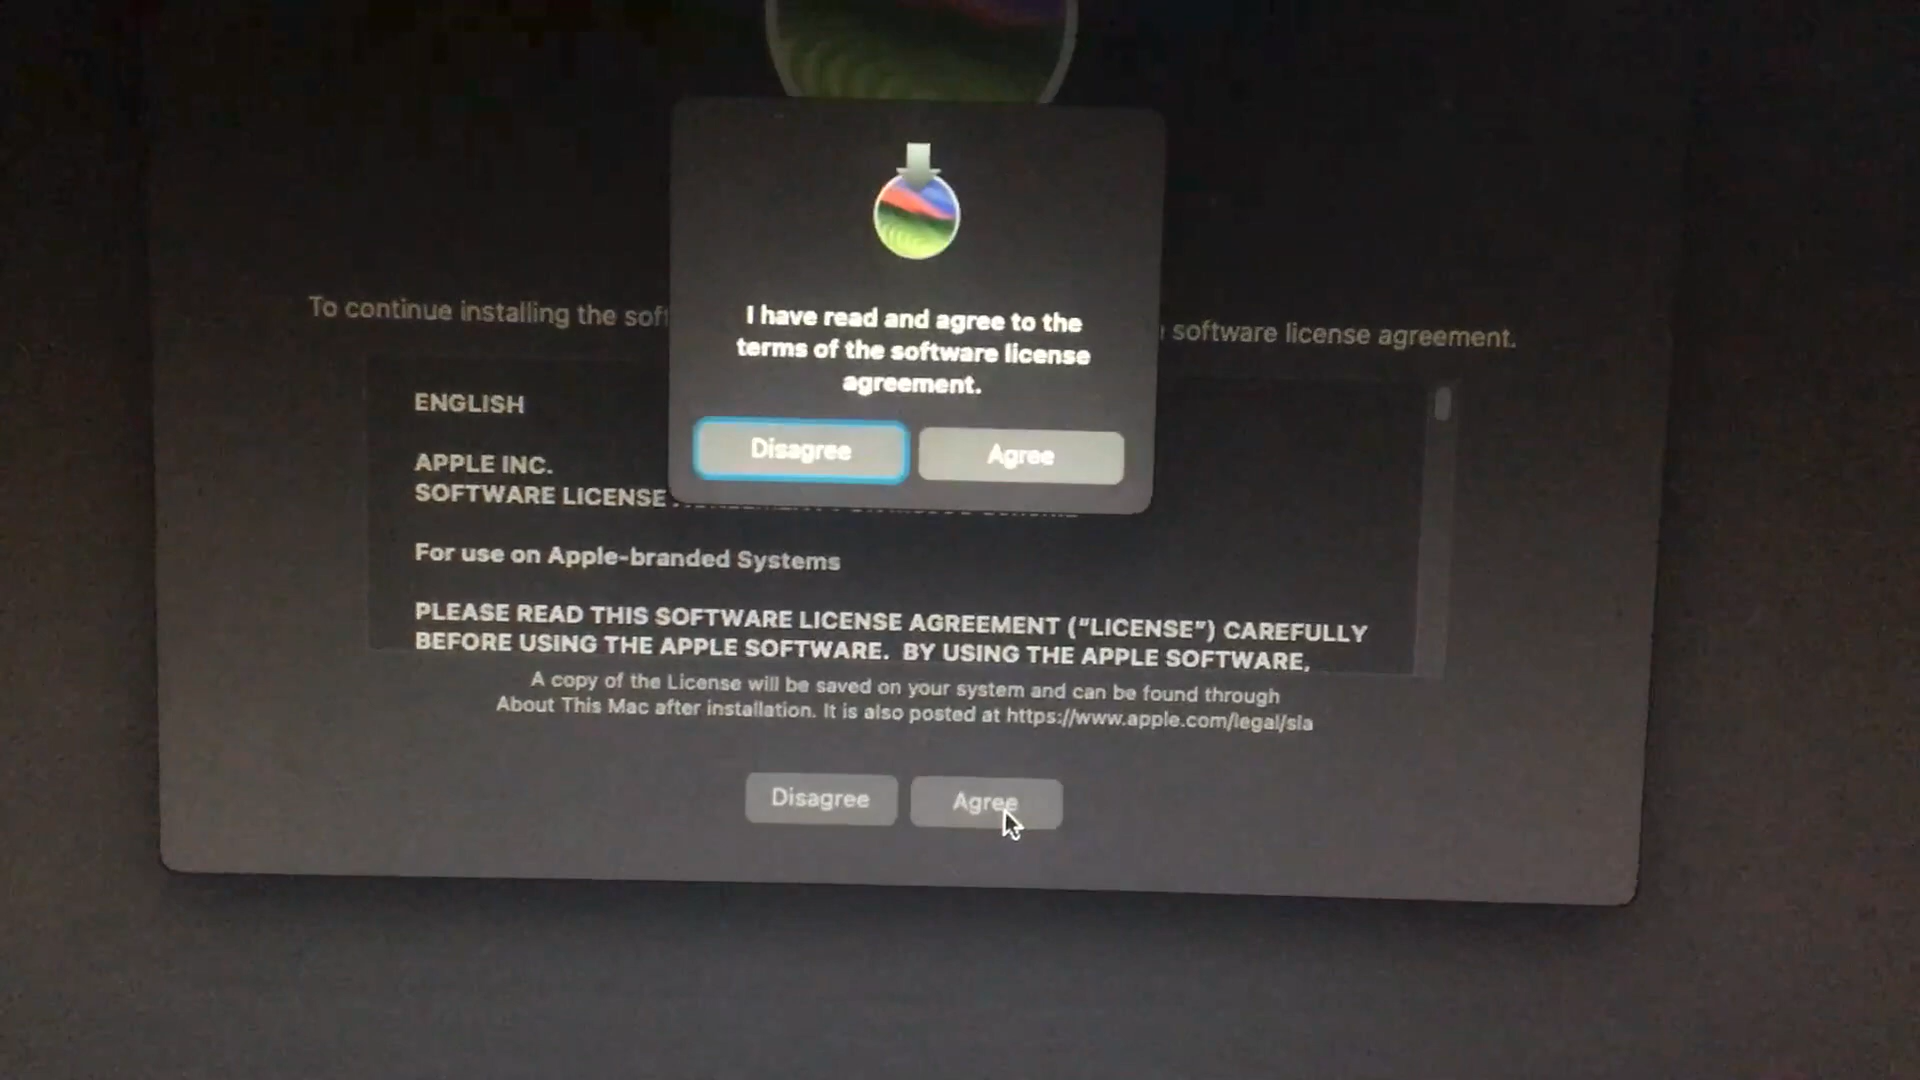 I have read and agree to the
terms of the software license
agreement.
Disagree
Agree
To continue installing the soft
software license agreement.
ENGLISH
APPLE INC.
SOFTWARE LICENSE
For use on Apple-branded Systems
PLEASE READ THIS SOFTWARE LICENSE AGREEMENT (“LICENSE”) CAREFULLY
BEFORE USING THE APPLE SOFTWARE.  BY USING THE APPLE SOFTWARE,
A copy of the License will be saved on your system and can be found through
About This Mac after installation. It is also posted at https://www.apple.com/legal/sla
Disagree
Agree